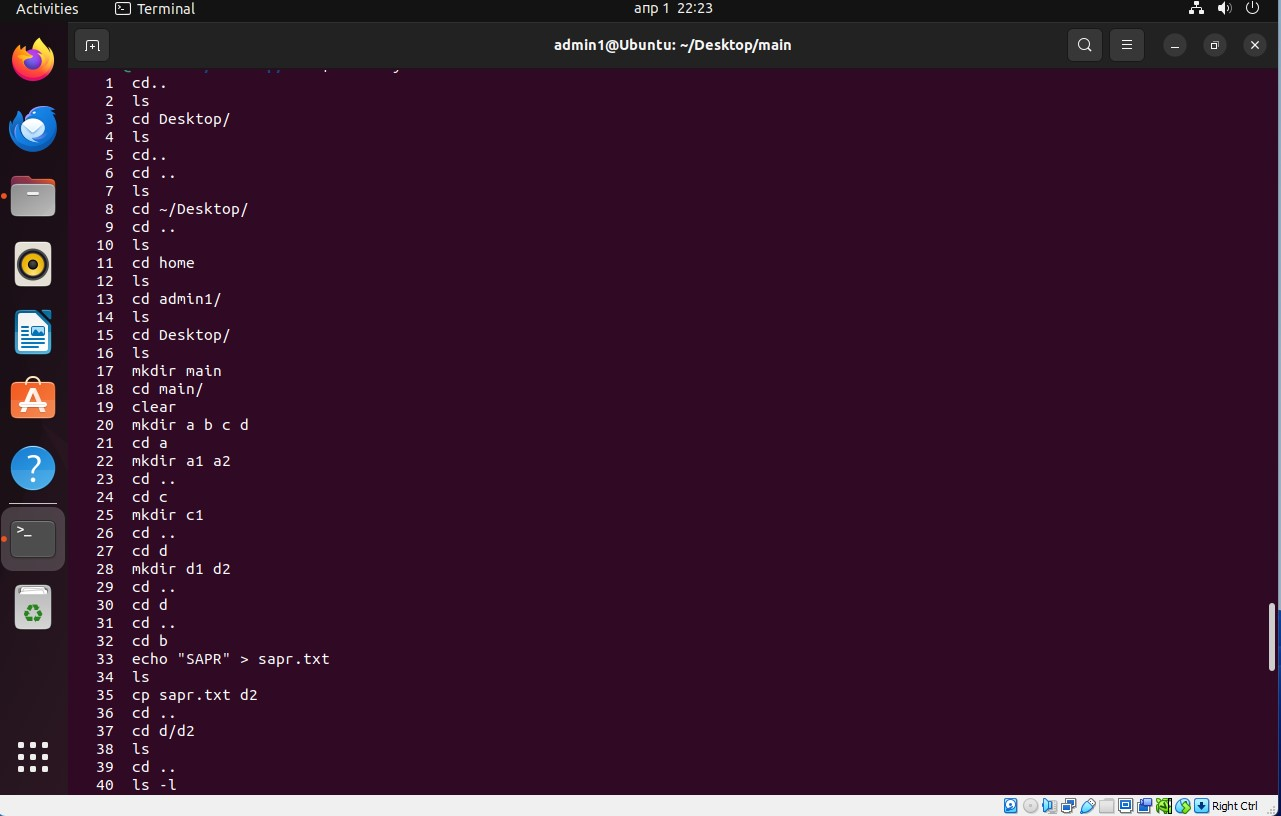 Activities
Terminal
апр 1 22:23
admin1@Ubuntu: ~/Desktop/main
1 cd..
2 ls
3 cd Desktop/
4 ls
5 cd..
6 cd ..
7 ls
8 cd ~/Desktop/
9 cd ..
10 ls
11 cd home
12 ls
13 cd admin1/
14 ls
15 cd Desktop/
16 ls
17 mkdir main
18 cd main/
19 clear
20 mkdir a b c d
21 cd a
22 mkdir a1 a2
23 cd ..
24 cd c
25 mkdir c1
26 cd ..
27 cd d
28 mkdir d1 d2
29 cd ..
30 cd d
31 cd ..
32 cd b
33 echo "SAPR" > sapr.txt
34 ls
35 cp sapr.txt d2
36 cd ..
37 cd d/d2
38 ls
39 cd ..
40 ls -l
Right Ctrl